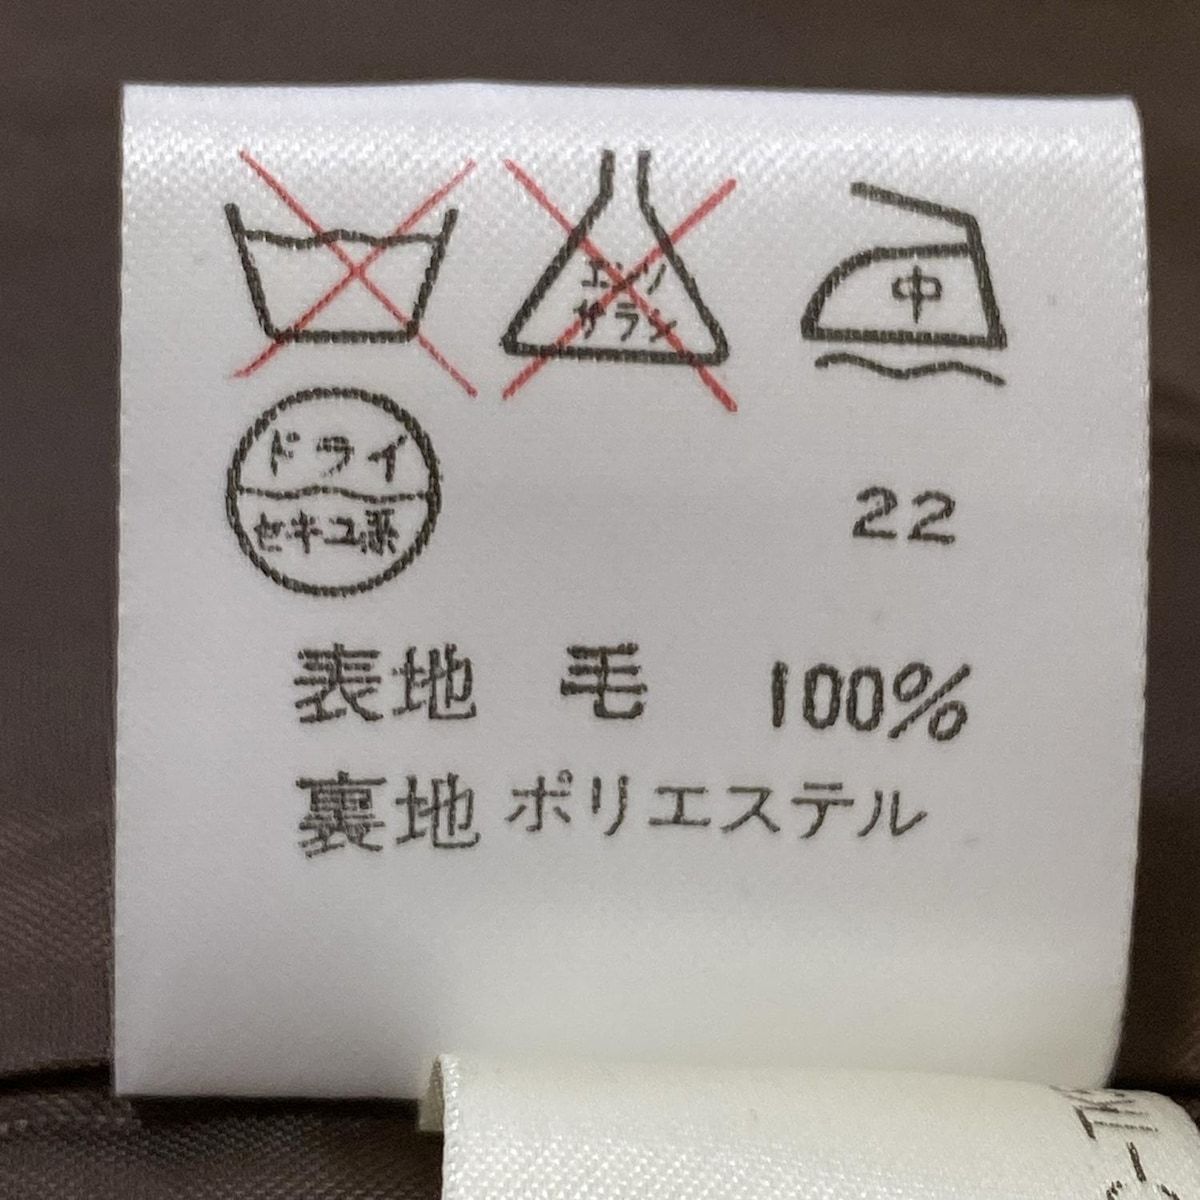 エンソ
サラシ
中
ドライ
セキユ系
22
表地 毛 100%
裏地 ポリエステル